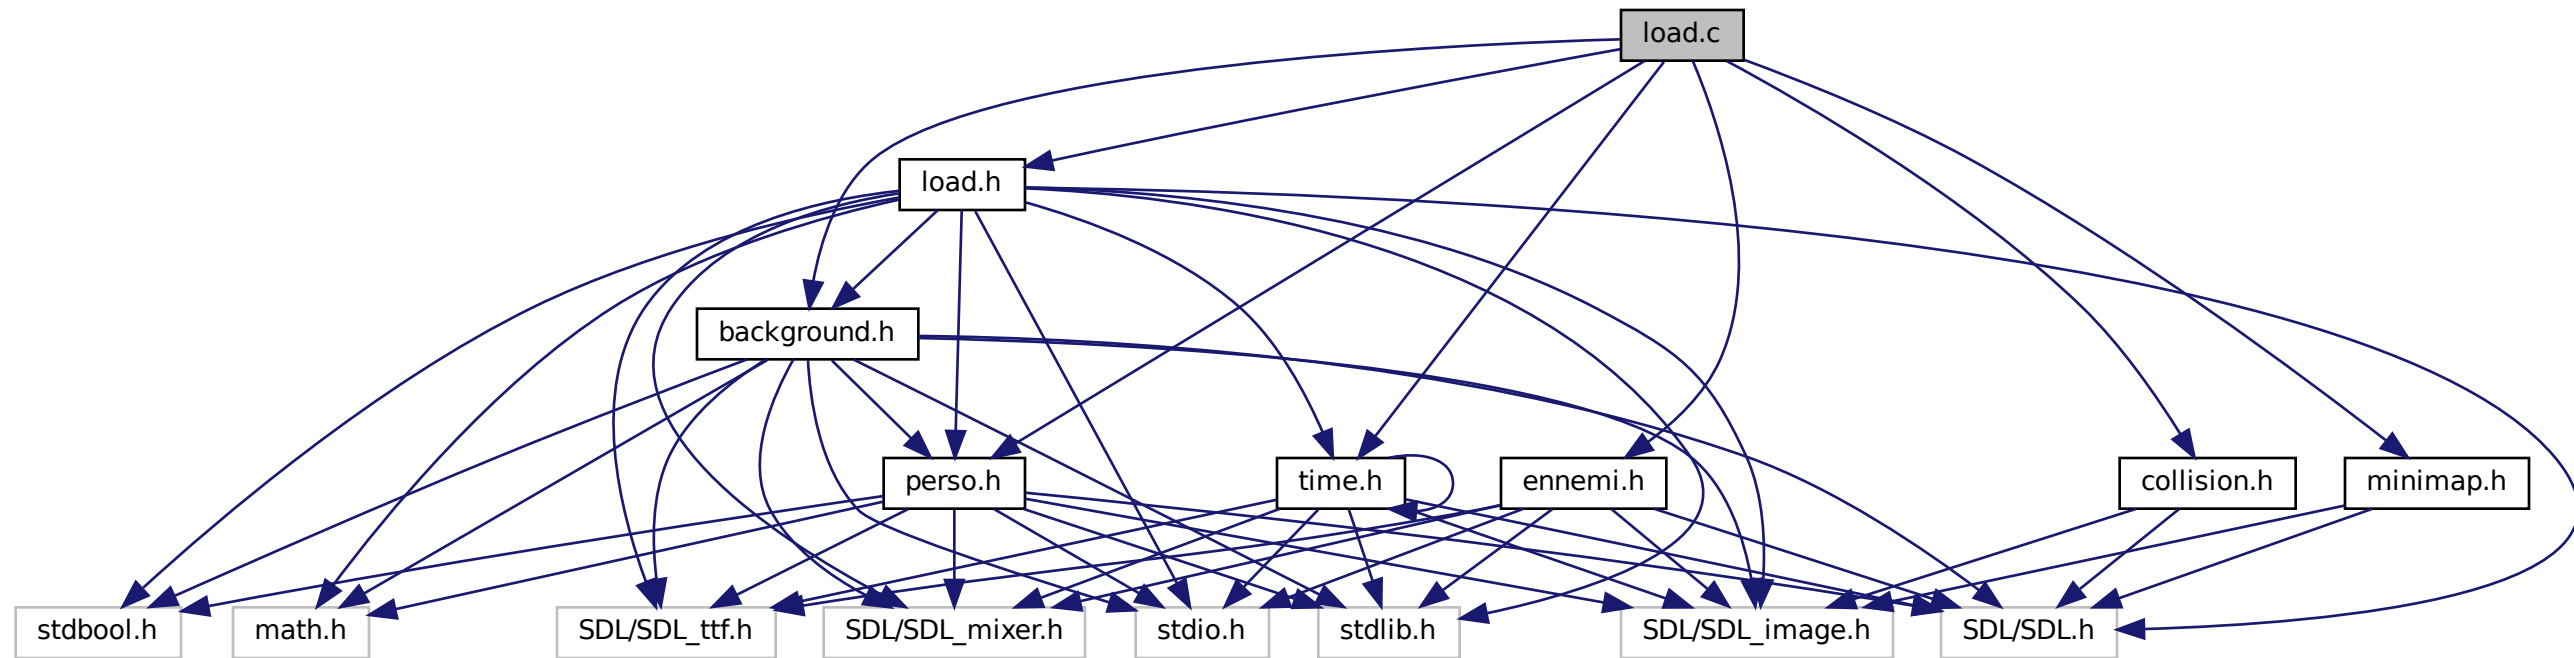 load.c
load.h
background.h
perso.h
time.h
ennemi.h
collision.h
minimap.h
stdbool.h
math.h
SDL/SDL_ttf.h
SDL/SDL_mixer.h
stdio.h
stdlib.h
SDL/SDL_image.h
SDL/SDL.h